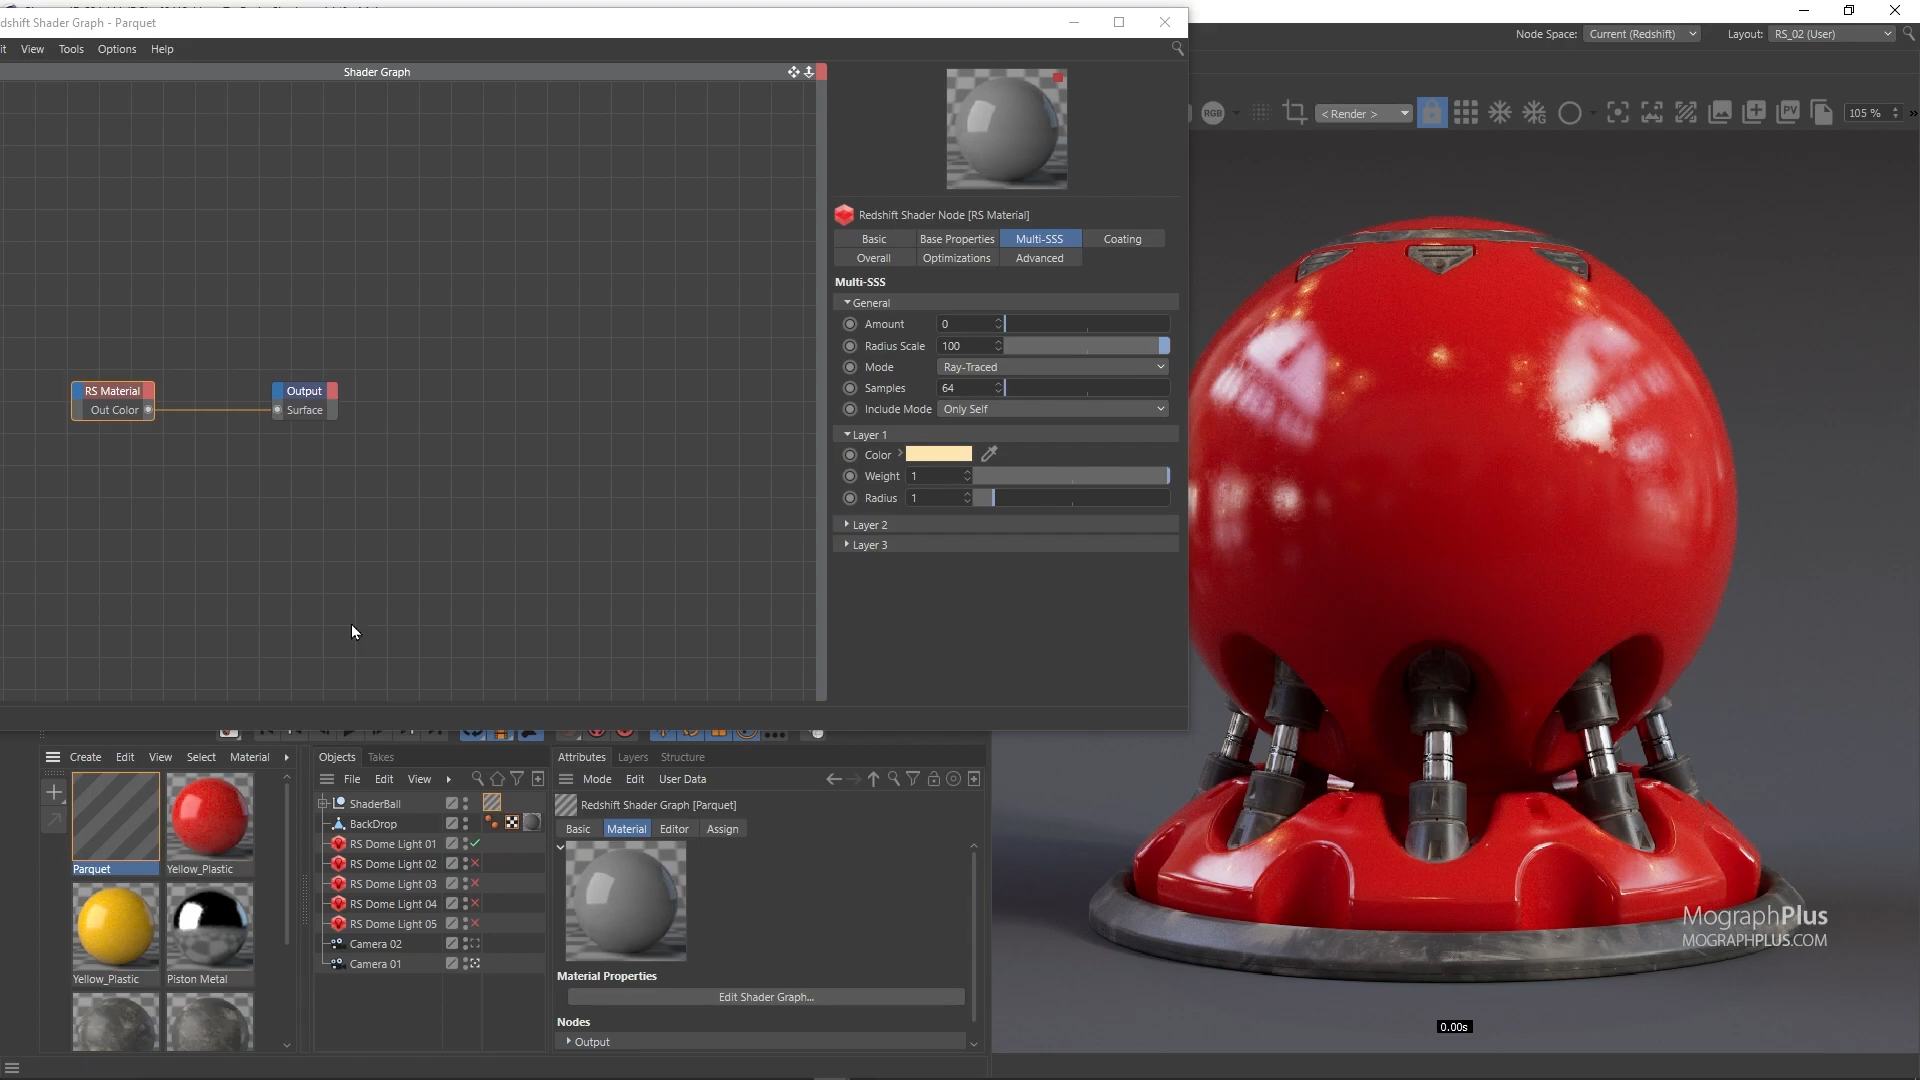 dshift Shader Graph - Parquet
it View Tools Options Help
Node Space: Current (Redshift) Layout: RS_02 (User)
Shader Graph
RGB < Render > PV 105 %
Redshift Shader Node [RS Material]
Basic Base Properties Multi-SSS Coating
Overall Optimizations Advanced
Multi-SSS
General
Amount 0
Radius Scale 100
Mode Ray-Traced
Samples 64
Include Mode Only Self
Layer 1
Color
Weight 1
Radius 1
Layer 2
Layer 3
RS Material
Out Color
Output
Surface
Create Edit View Select Material
Parquet
Yellow_Plastic
Yellow_Plastic
Piston Metal
Objects Takes
File Edit View
ShaderBall
BackDrop
RS Dome Light 01
RS Dome Light 02
RS Dome Light 03
RS Dome Light 04
RS Dome Light 05
Camera 02
Camera 01
Attributes Layers Structure
Mode Edit User Data
Redshift Shader Graph [Parquet]
Basic Material Editor Assign
Material Properties
Edit Shader Graph...
Nodes
Output
MographPlus
MOGRAPHPLUS.COM
0.00s